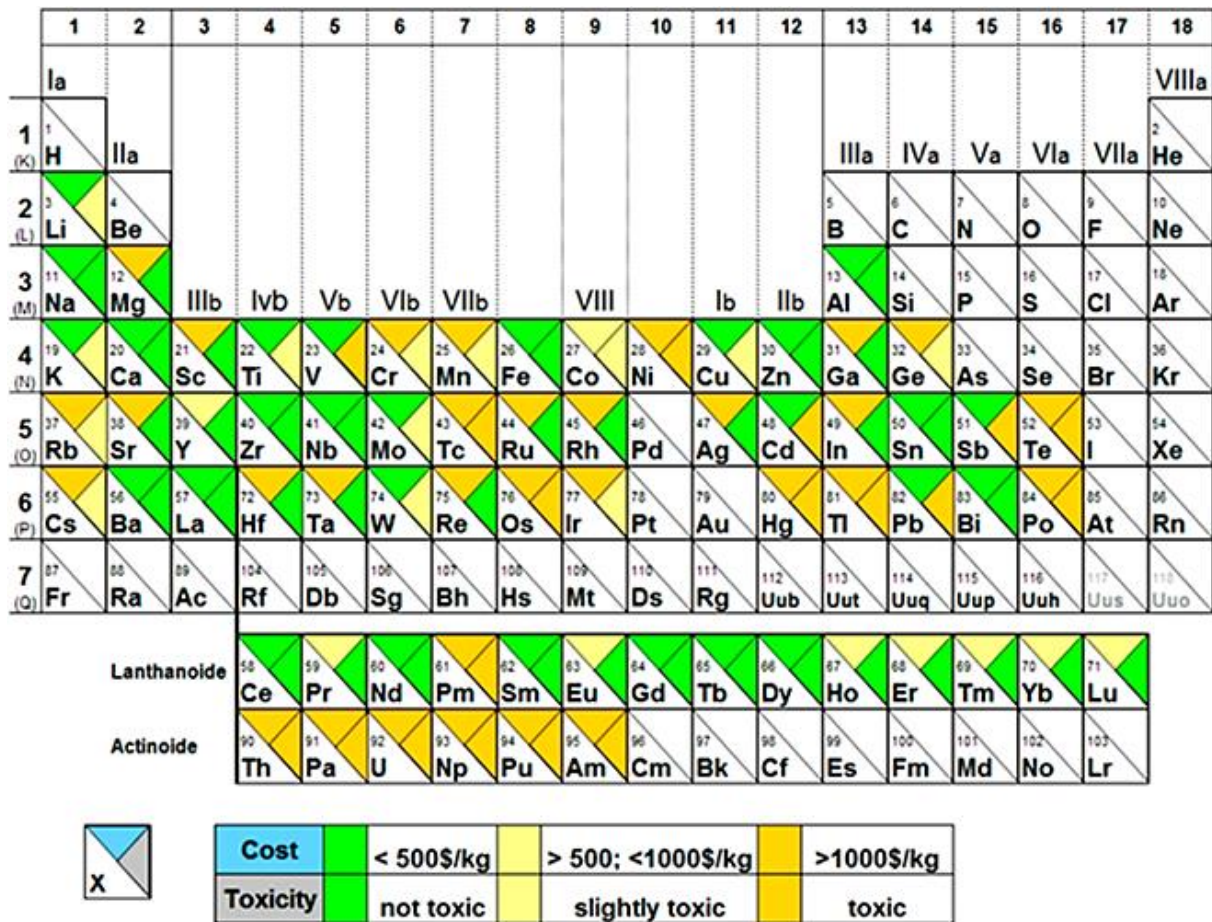 1 2 3 4 5 6 7 8 9 10 11 12 13 14 15 16 17 18
Ia VIIIa
1 (K) 1 H IIa IIIa IVa Va VIa VIIa 2 He
2 (L) 3 Li 4 Be 5 B 6 C 7 N 8 O 9 F 10 Ne
3 (M) 11 Na 12 Mg IIIb Ivb Vb VIb VIIb VIII Ib IIb 13 Al 14 Si 15 P 16 S 17 Cl 18 Ar
4 (N) 19 K 20 Ca 21 Sc 22 Ti 23 V 24 Cr 25 Mn 26 Fe 27 Co 28 Ni 29 Cu 30 Zn 31 Ga 32 Ge 33 As 34 Se 35 Br 36 Kr
5 (O) 37 Rb 38 Sr 39 Y 40 Zr 41 Nb 42 Mo 43 Tc 44 Ru 45 Rh 46 Pd 47 Ag 48 Cd 49 In 50 Sn 51 Sb 52 Te 53 I 54 Xe
6 (P) 55 Cs 56 Ba 57 La 72 Hf 73 Ta 74 W 75 Re 76 Os 77 Ir 78 Pt 79 Au 80 Hg 81 Tl 82 Pb 83 Bi 84 Po 85 At 86 Rn
7 (Q) 87 Fr 88 Ra 89 Ac 104 Rf 105 Db 106 Sg 107 Bh 108 Hs 109 Mt 110 Ds 111 Rg 112 Uub 113 Uut 114 Uuq 115 Uup 116 Uuh 117 Uus 118 Uuo
Lanthanoide 58 Ce 59 Pr 60 Nd 61 Pm 62 Sm 63 Eu 64 Gd 65 Tb 66 Dy 67 Ho 68 Er 69 Tm 70 Yb 71 Lu
Actinoide 90 Th 91 Pa 92 U 93 Np 94 Pu 95 Am 96 Cm 97 Bk 98 Cf 99 Es 100 Fm 101 Md 102 No 103 Lr
X
Cost < 500$/kg > 500; <1000$/kg >1000$/kg
Toxicity not toxic slightly toxic toxic